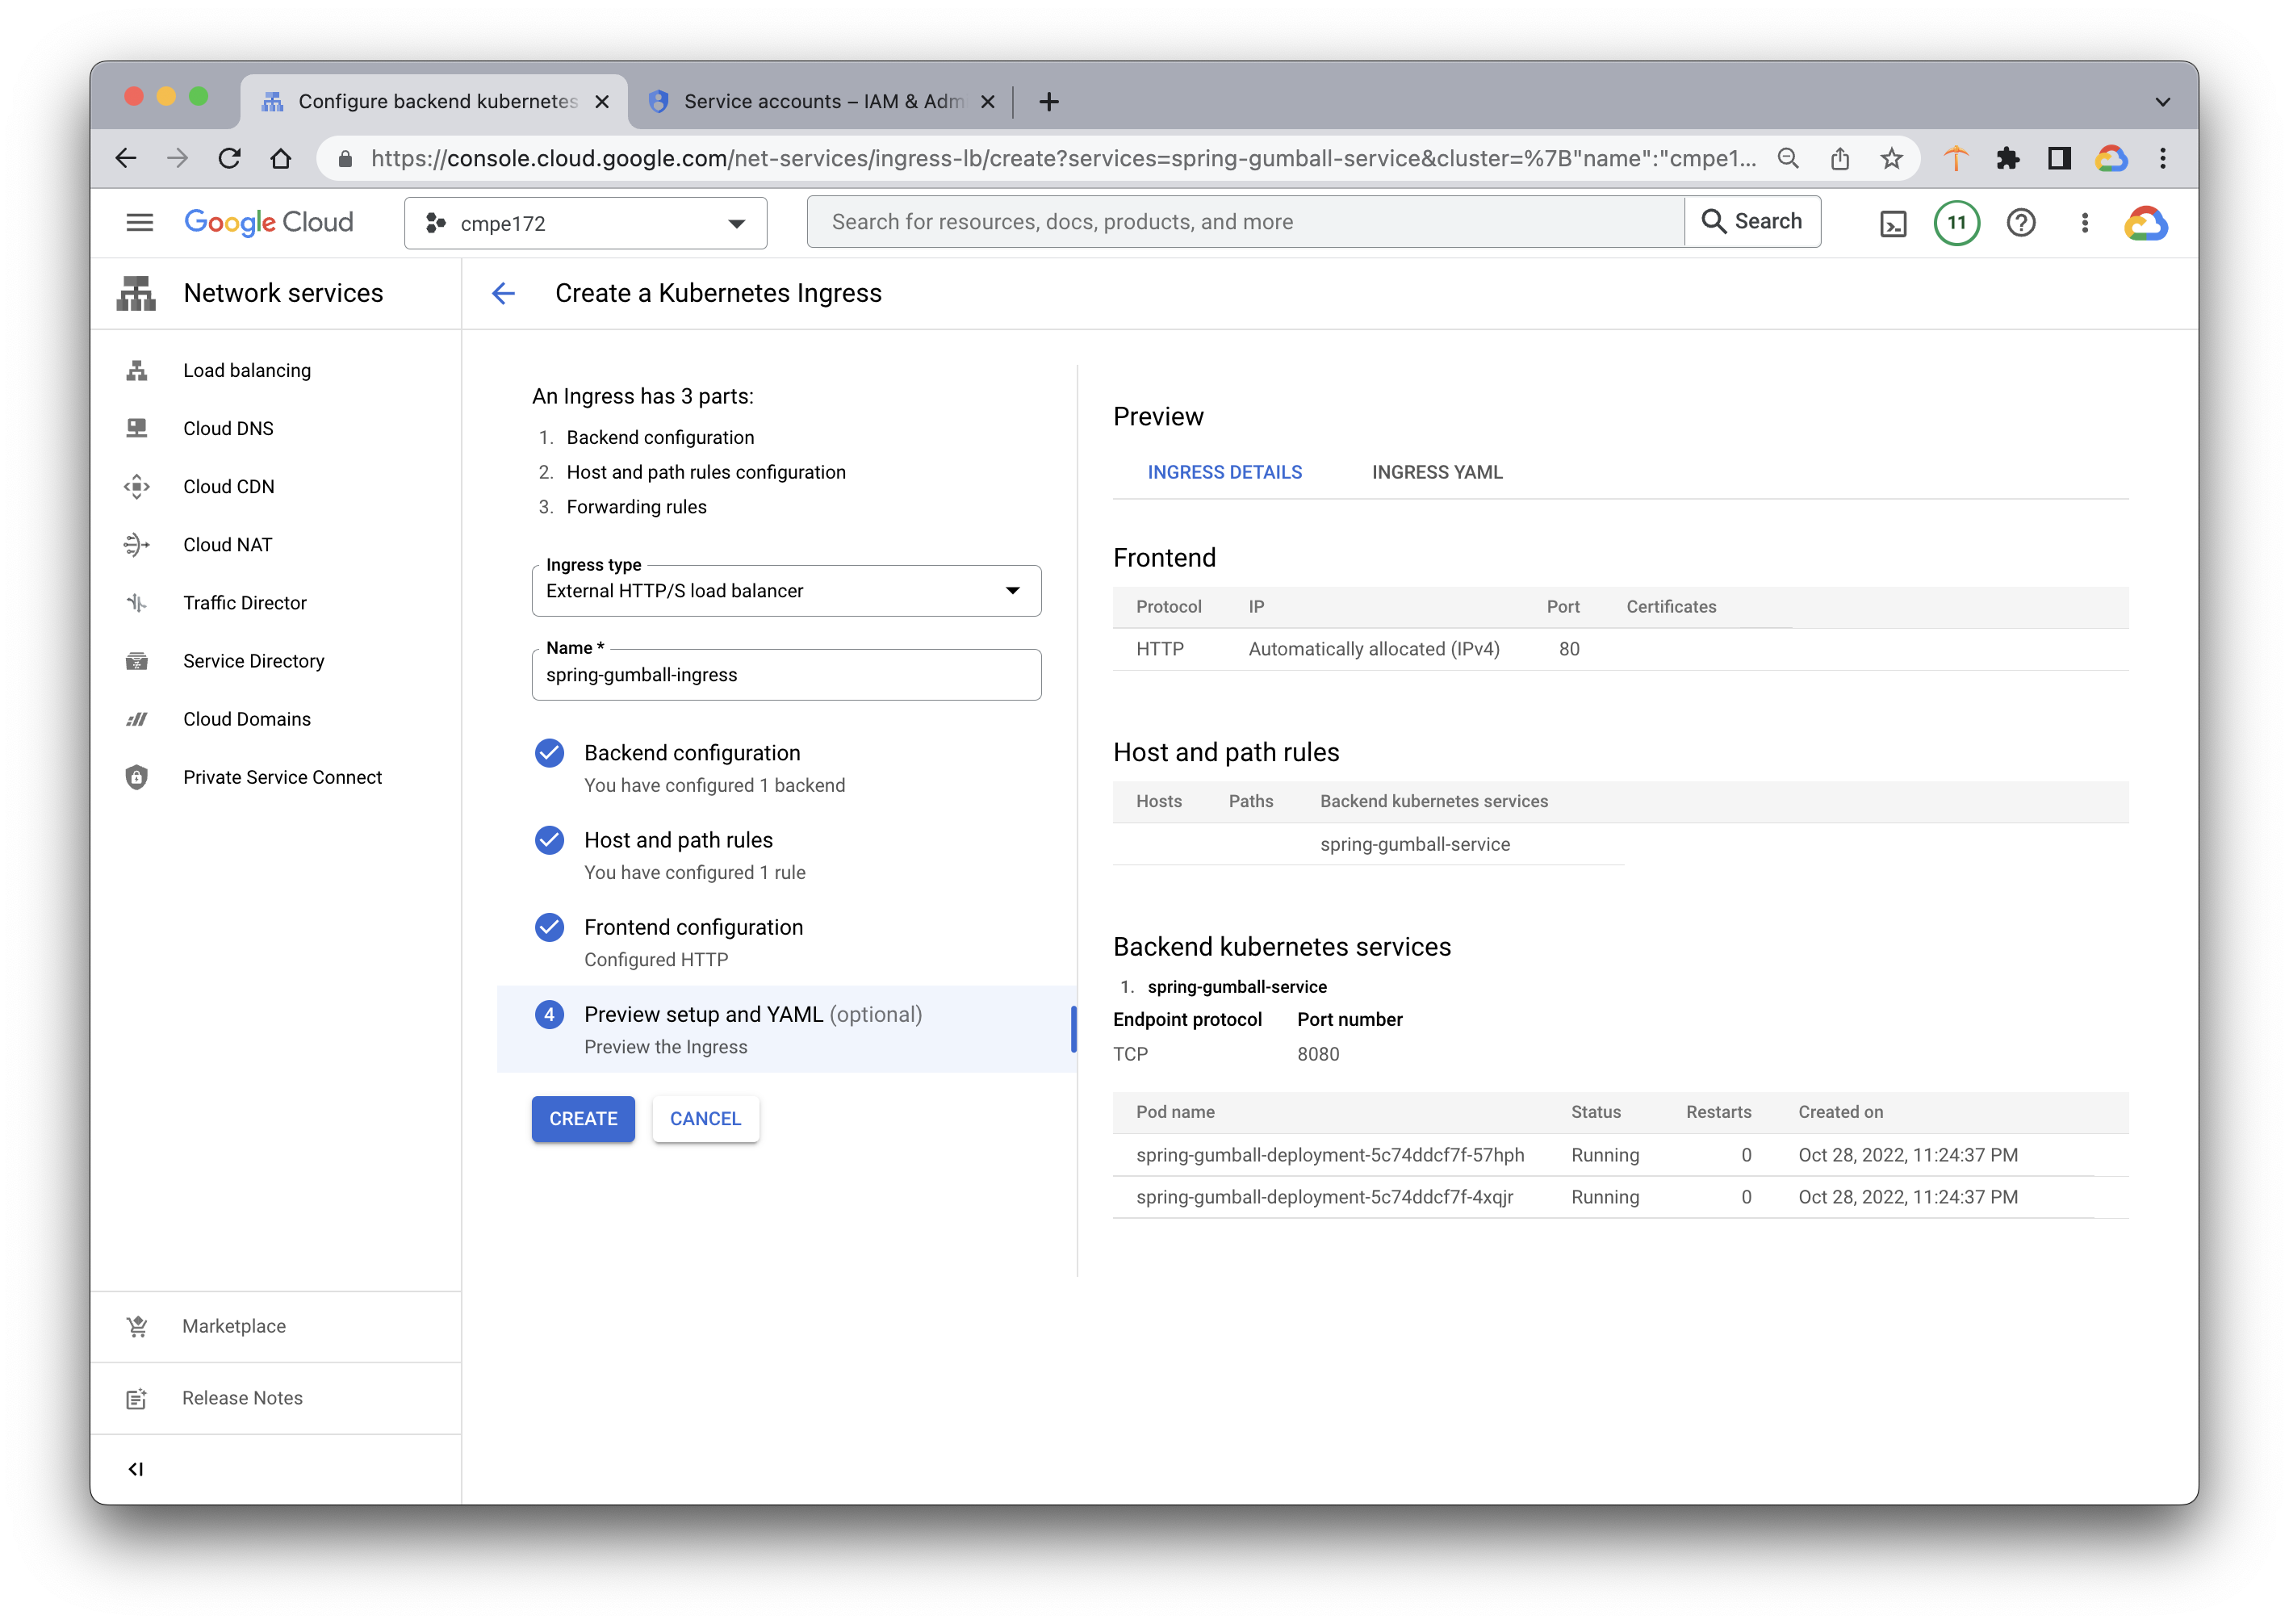 Configure backend kubernetes
Service accounts – IAM & Adm
https://console.cloud.google.com/net-services/ingress-lb/create?services=spring-gumball-service&cluster=%7B"name":"cmpe1...
Google Cloud
cmpe172
Search for resources, docs, products, and more
Search
11
Network services
Create a Kubernetes Ingress
Load balancing
Cloud DNS
Cloud CDN
Cloud NAT
Traffic Director
Service Directory
Cloud Domains
Private Service Connect
Marketplace
Release Notes
An Ingress has 3 parts:
1. Backend configuration
2. Host and path rules configuration
3. Forwarding rules
Ingress type
External HTTP/S load balancer
Name *
spring-gumball-ingress
Backend configuration
You have configured 1 backend
Host and path rules
You have configured 1 rule
Frontend configuration
Configured HTTP
4 Preview setup and YAML (optional)
Preview the Ingress
CREATE CANCEL
Preview
INGRESS DETAILS INGRESS YAML
Frontend
Protocol IP Port Certificates
HTTP Automatically allocated (IPv4) 80
Host and path rules
Hosts Paths Backend kubernetes services
spring-gumball-service
Backend kubernetes services
1. spring-gumball-service
Endpoint protocol Port number
TCP 8080
Pod name Status Restarts Created on
spring-gumball-deployment-5c74ddcf7f-57hph Running 0 Oct 28, 2022, 11:24:37 PM
spring-gumball-deployment-5c74ddcf7f-4xqjr Running 0 Oct 28, 2022, 11:24:37 PM